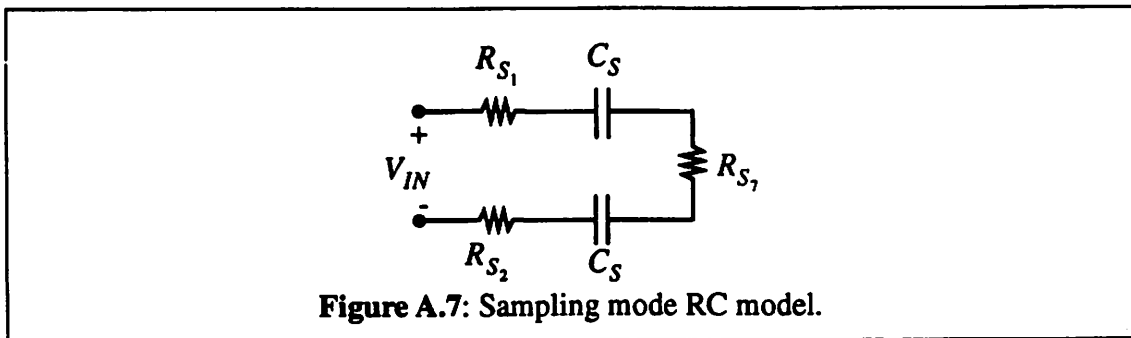 R_{S_1} C_S
+
V_{IN} R_{S_7}
-
R_{S_2} C_S
Figure A.7: Sampling mode RC model.